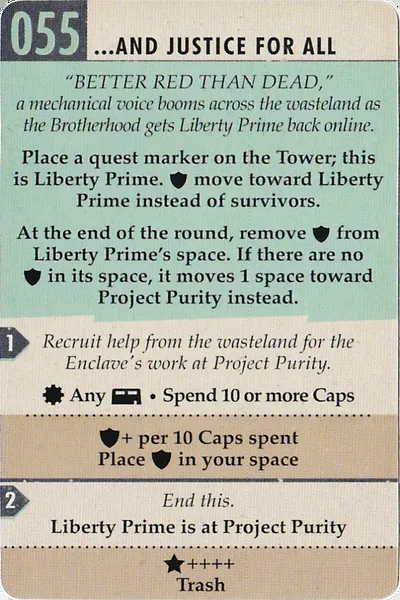 055 ...AND JUSTICE FOR ALL
“BETTER RED THAN DEAD,”
a mechanical voice booms across the wasteland as
the Brotherhood gets Liberty Prime back online.
Place a quest marker on the Tower; this
is Liberty Prime. move toward Liberty
Prime instead of survivors.
At the end of the round, remove from
Liberty Prime’s space. If there are no
in its space, it moves 1 space toward
Project Purity instead.
1
Recruit help from the wasteland for the
Enclave’s work at Project Purity.
Any • Spend 10 or more Caps
+ per 10 Caps spent
Place in your space
2
End this.
Liberty Prime is at Project Purity
++++
Trash